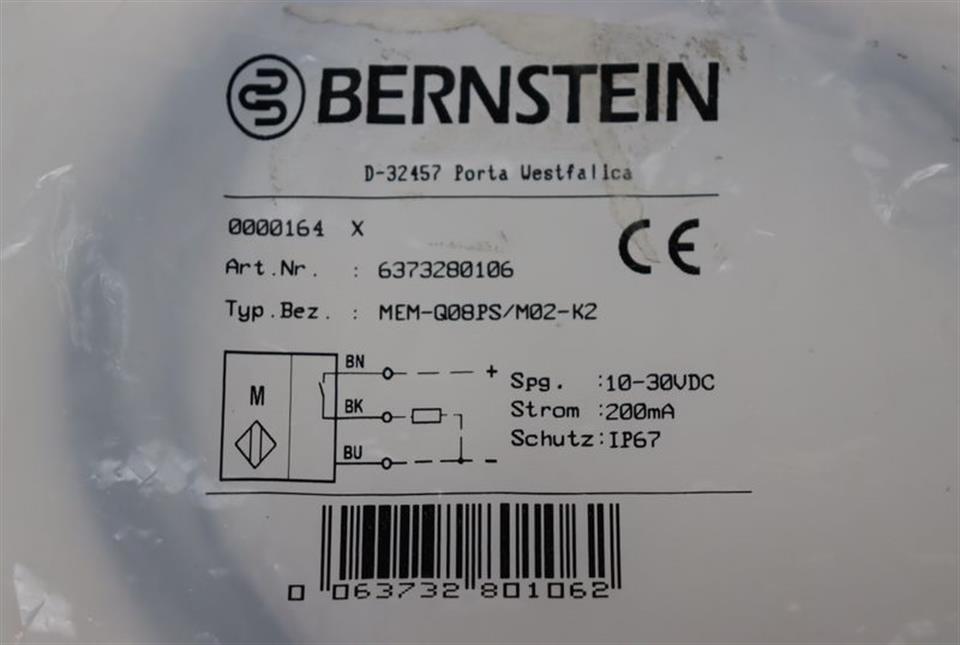 BERNSTEIN
D-32457 Porta Westfalica
0000164 X
CE
Art.Nr. : 6373280106
Typ.Bez. : MEM-Q08PS/M02-K2
BN +
M
BK
BU -
Spg. :10-30VDC
Strom :200mA
Schutz:IP67
0 063732 801062